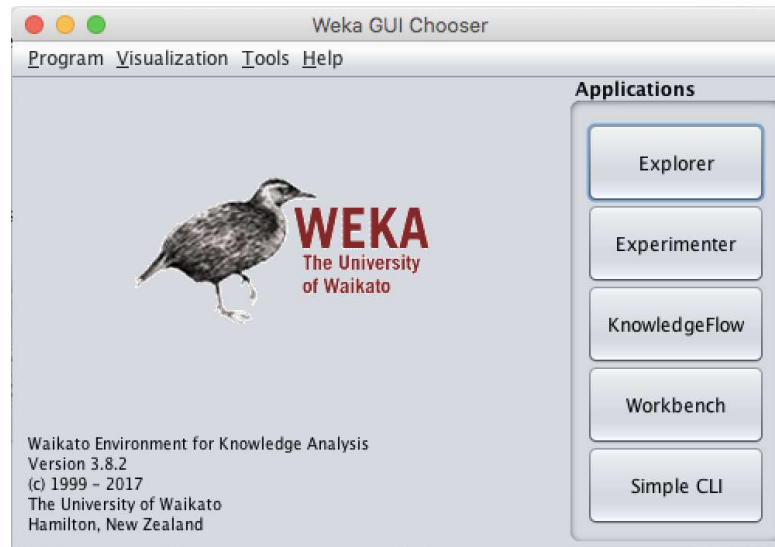 Weka GUI Chooser
Program Visualization Tools Help
Applications
Explorer
Experimenter
KnowledgeFlow
Workbench
Simple CLI
WEKA
The University
of Waikato
Waikato Environment for Knowledge Analysis
Version 3.8.2
(c) 1999 – 2017
The University of Waikato
Hamilton, New Zealand